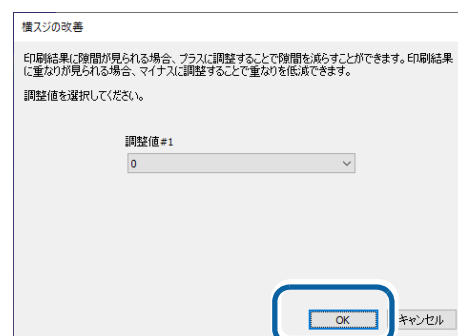 横スジの改善
印刷結果に隙間が見られる場合、プラスに調整することで隙間を減らすことができます。印刷結果
に重なりが見られる場合、マイナスに調整することで重なりを低減できます。
調整値を選択してください。
調整値#1
0
OK
キャンセル